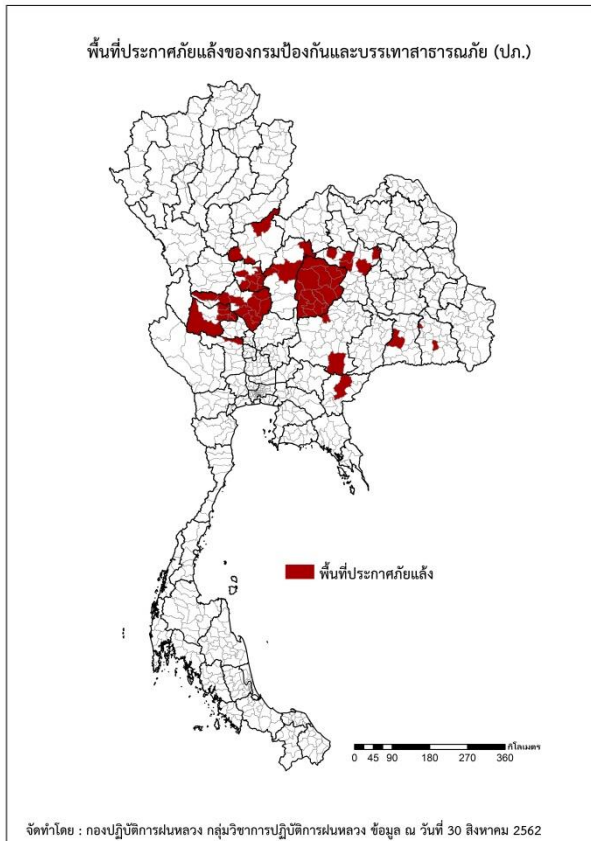 พื้นที่ประกาศภัยแล้งของกรมป้องกันและบรรเทาสาธารณภัย (ปภ.)
พื้นที่ประกาศภัยแล้ง
กิโลเมตร
0 45 90 180 270 360
จัดทำโดย : กองปฏิบัติการฝนหลวง กลุ่มวิชาการปฏิบัติการฝนหลวง ข้อมูล ณ วันที่ 30 สิงหาคม 2562